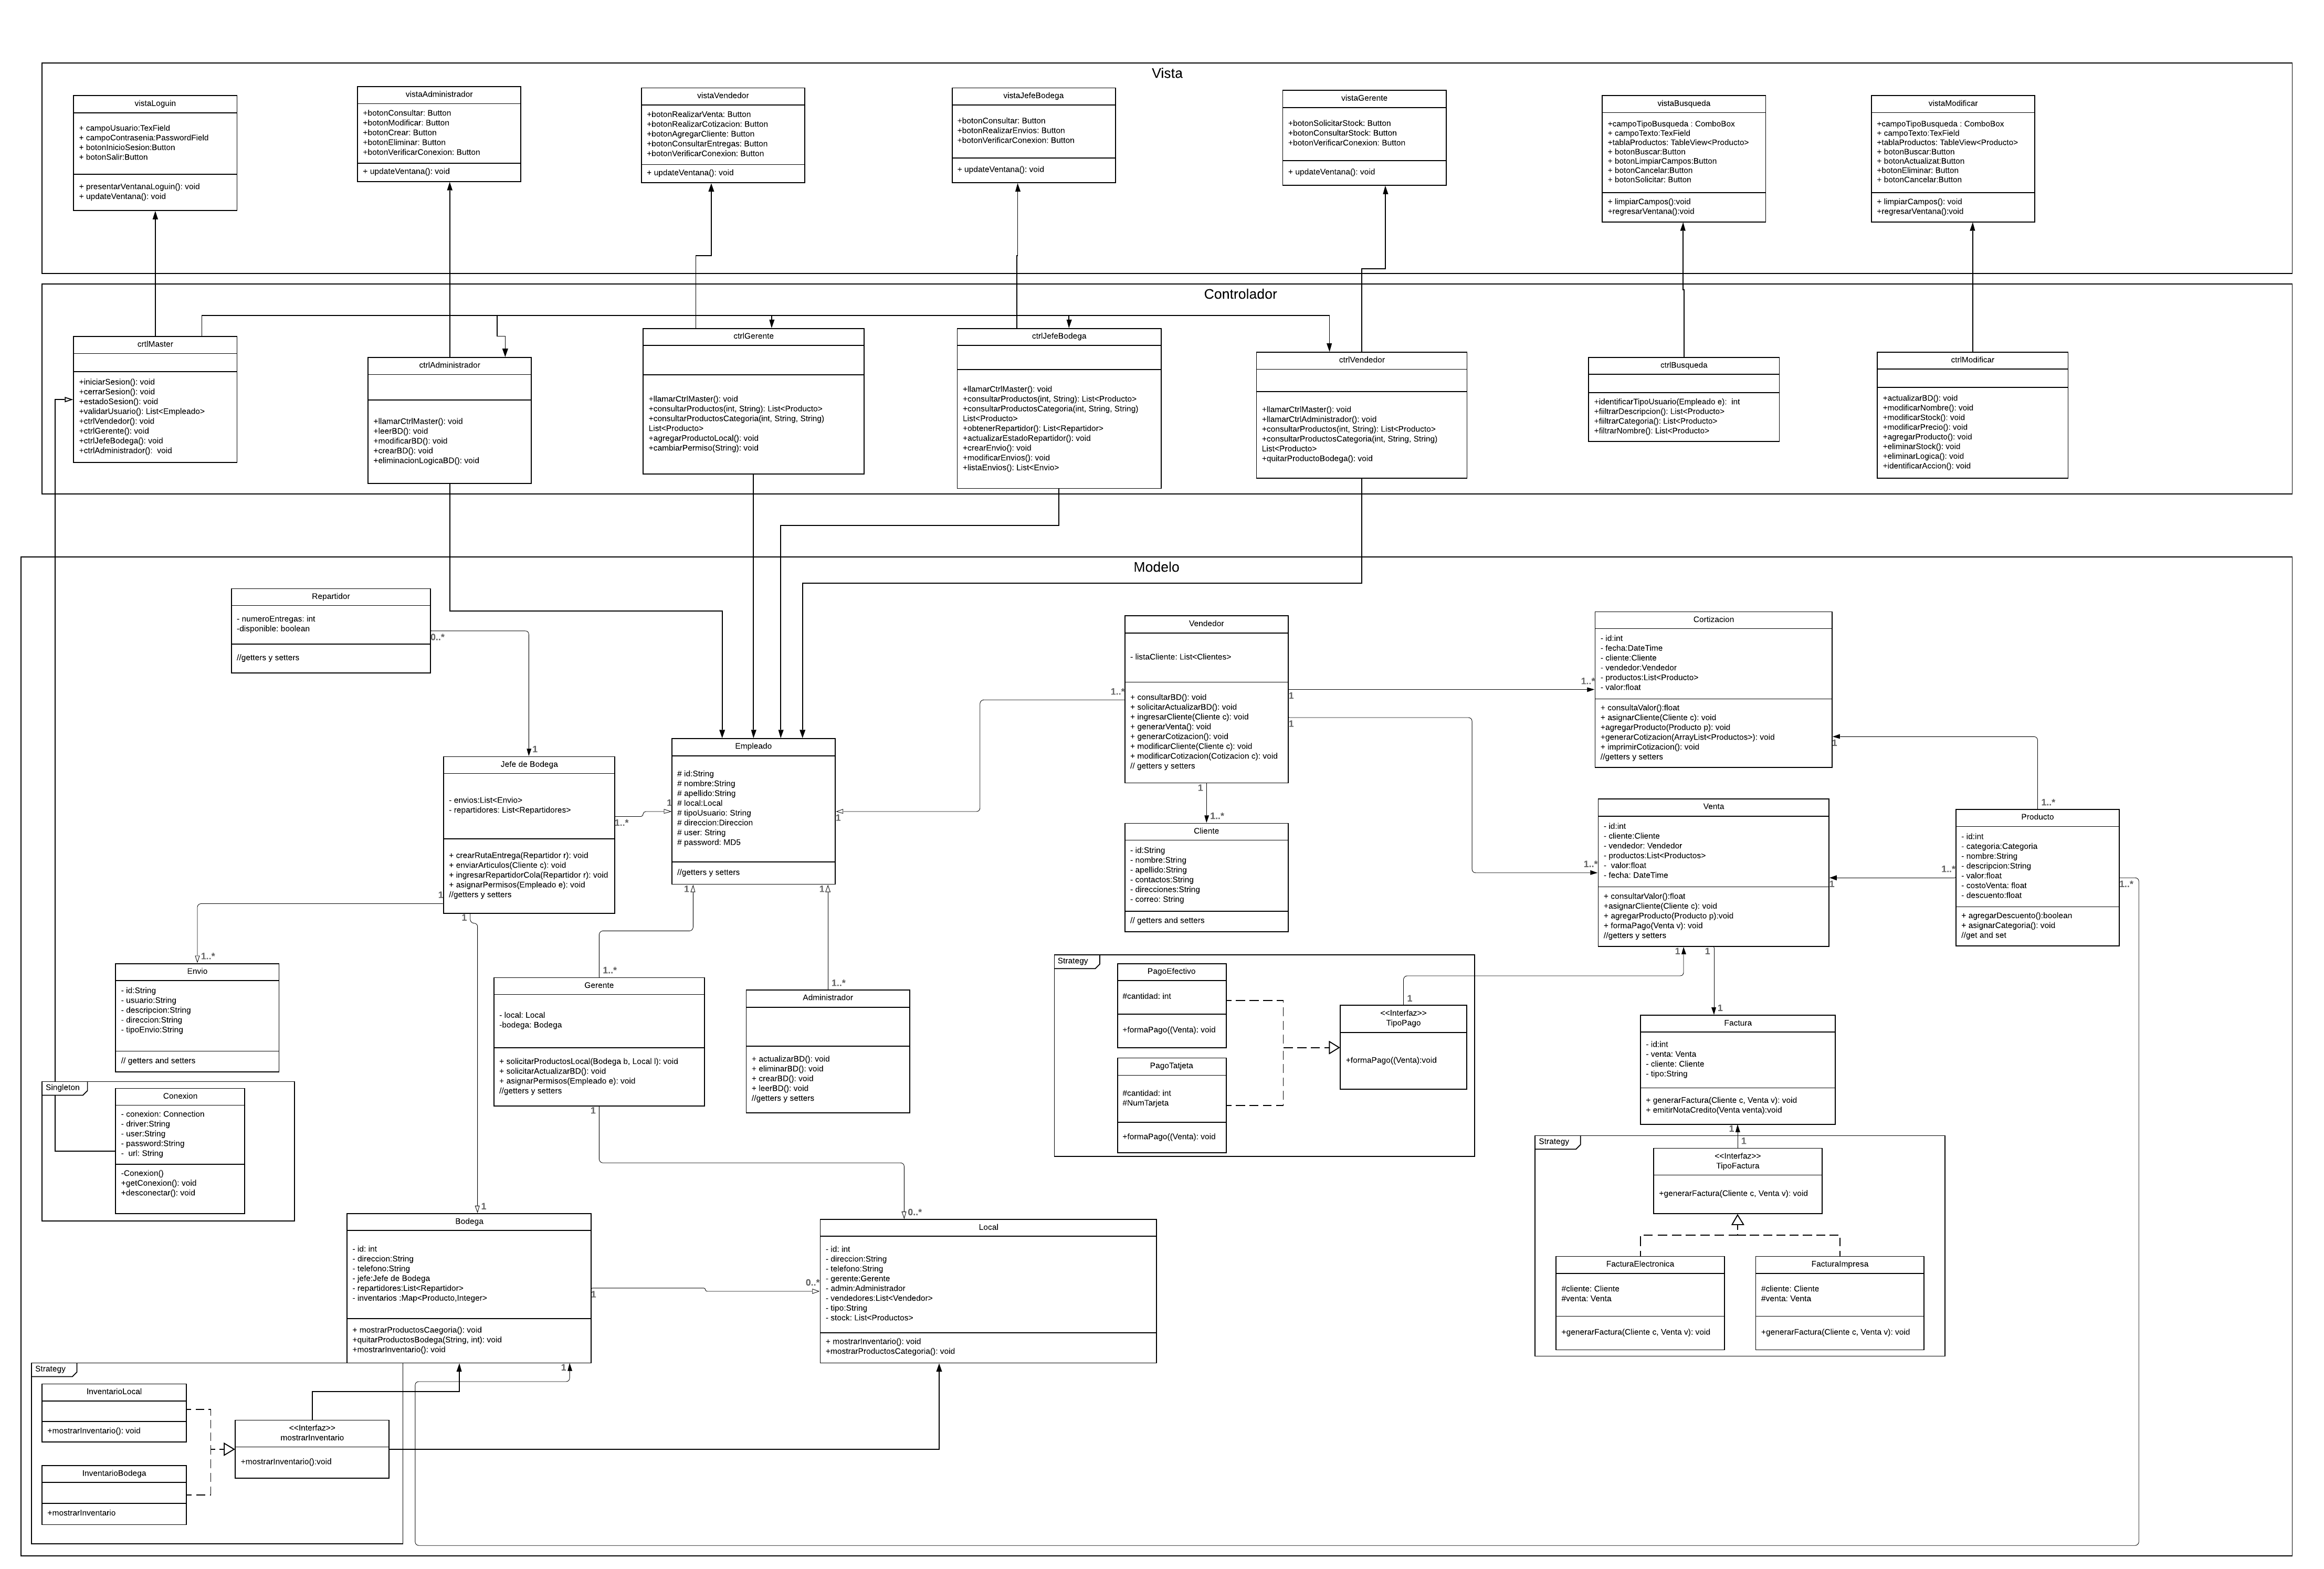 Vista
vistaLoguin
+ campoUsuario:TexField
+ campoContrasenia:PasswordField
+ botonInicioSesion:Button
+ botonSalir:Button
+ presentarVentanaLoguin(): void
+ updateVentana(): void
vistaAdministrador
+botonConsultar: Button
+botonModificar: Button
+botonCrear: Button
+botonEliminar: Button
+botonVerificarConexion: Button
+ updateVentana(): void
vistaVendedor
+botonRealizarVenta: Button
+botonRealizarCotizacion: Button
+botonAgregarCliente: Button
+botonConsultarEntregas: Button
+botonVerificarConexion: Button
+ updateVentana(): void
vistaJefeBodega
+botonConsultar: Button
+botonRealizarEnvios: Button
+botonVerificarConexion: Button
+ updateVentana(): void
vistaGerente
+botonSolicitarStock: Button
+botonConsultarStock: Button
+botonVerificarConexion: Button
+ updateVentana(): void
vistaBusqueda
+campoTipoBusqueda : ComboBox
+ campoTexto:TexField
+tablaProductos: TableView<Producto>
+ botonBuscar:Button
+ botonLimpiarCampos:Button
+ botonCancelar:Button
+ botonSolicitar: Button
+ limpiarCampos():void
+regresarVentana():void
vistaModificar
+campoTipoBusqueda : ComboBox
+ campoTexto:TexField
+tablaProductos: TableView<Producto>
+ botonBuscar:Button
+ botonActualizat:Button
+botonEliminar: Button
+ botonCancelar:Button
+ limpiarCampos(): void
+regresarVentana():void
Controlador
crtlMaster
+iniciarSesion(): void
+cerrarSesion(): void
+estadoSesion(): void
+validarUsuario(): List<Empleado>
+ctrlVendedor(): void
+ctrlGerente(): void
+ctrlJefeBodega(): void
+ctrlAdministrador(): void
ctrlAdministrador
+llamarCtrlMaster(): void
+leerBD(): void
+modificarBD(): void
+crearBD(): void
+eliminacionLogicaBD(): void
ctrlGerente
+llamarCtrlMaster(): void
+consultarProductos(int, String): List<Producto>
+consultarProductosCategoria(int, String, String)
List<Producto>
+agregarProductoLocal(): void
+cambiarPermiso(String): void
ctrlJefeBodega
+llamarCtrlMaster(): void
+consultarProductos(int, String): List<Producto>
+consultarProductosCategoria(int, String, String)
List<Producto>
+obtenerRepartidor(): List<Repartidor>
+actualizarEstadoRepartidor(): void
+crearEnvio(): void
+modificarEnvios(): void
+listaEnvios(): List<Envio>
ctrlVendedor
+llamarCtrlMaster(): void
+llamarCtrlAdministrador(): void
+consultarProductos(int, String): List<Producto>
+consultarProductosCategoria(int, String, String)
List<Producto>
+quitarProductoBodega(): void
ctrlBusqueda
+identificarTipoUsuario(Empleado e): int
+fiiltrarDescripcion(): List<Producto>
+fiiltrarCategoria(): List<Producto>
+filtrarNombre(): List<Producto>
ctrlModificar
+actualizarBD(): void
+modificarNombre(): void
+modificarStock(): void
+modificarPrecio(): void
+agregarProducto(): void
+eliminarStock(): void
+eliminarLogica(): void
+identificarAccion(): void
Modelo
Repartidor
- numeroEntregas: int
-disponible: boolean
//getters y setters
0..*
1
Jefe de Bodega
- envios:List<Envio>
- repartidores: List<Repartidores>
+ crearRutaEntrega(Repartidor r): void
+ enviarArticulos(Cliente c): void
+ ingresarRepartidorCola(Repartidor r): void
+ asignarPermisos(Empleado e): void
//getters y setters
1..*
1
1
1
Empleado
# id:String
# nombre:String
# apellido:String
# local:Local
# tipoUsuario: String
# direccion:Direccion
# user: String
# password: MD5
//getters y setters
1
1
1
Vendedor
- listaCliente: List<Clientes>
+ consultarBD(): void
+ solicitarActualizarBD(): void
+ ingresarCliente(Cliente c): void
+ generarVenta(): void
+ generarCotizacion(): void
+ modificarCliente(Cliente c): void
+ modificarCotizacion(Cotizacion c): void
// getters y setters
1..*
1
1
1
1..*
Cliente
- id:String
- nombre:String
- apellido:String
- contactos:String
- direcciones:String
- correo: String
// getters and setters
Cortizacion
- id:int
- fecha:DateTime
- cliente:Cliente
- vendedor:Vendedor
- productos:List<Producto>
- valor:float
+ consultaValor():float
+ asignarCliente(Cliente c): void
+agregarProducto(Producto p): void
+generarCotizacion(ArrayList<Productos>): void
+ imprimirCotizacion(): void
//getters y setters
1..*
1
Venta
- id:int
- cliente:Cliente
- vendedor: Vendedor
- productos:List<Productos>
- valor:float
- fecha: DateTime
+ consultarValor():float
+asignarCliente(Cliente c): void
+ agregarProducto(Producto p):void
+ formaPago(Venta v): void
//getters y setters
1..*
1
1
1
Producto
- id:int
- categoria:Categoria
- nombre:String
- descripcion:String
- valor:float
- costoVenta: float
- descuento:float
+ agregarDescuento():boolean
+ asignarCategoria(): void
//get and set
1..*
1..*
1..*
1..*
Envio
- id:String
- usuario:String
- descripcion:String
- direccion:String
- tipoEnvio:String
// getters and setters
Singleton
Conexion
- conexion: Connection
- driver:String
- user:String
- password:String
- url: String
-Conexion()
+getConexion(): void
+desconectar(): void
1..*
Gerente
- local: Local
-bodega: Bodega
+ solicitarProductosLocal(Bodega b, Local l): void
+ solicitarActualizarBD(): void
+ asignarPermisos(Empleado e): void
//getters y setters
1
1..*
Administrador
+ actualizarBD(): void
+ eliminarBD(): void
+ crearBD(): void
+ leerBD(): void
//getters y setters
Strategy
PagoEfectivo
#cantidad: int
+formaPago((Venta): void
PagoTatjeta
#cantidad: int
#NumTarjeta
+formaPago((Venta): void
1
<<Interfaz>>
TipoPago
+formaPago((Venta):void
1
Factura
- id:int
- venta: Venta
- cliente: Cliente
- tipo:String
+ generarFactura(Cliente c, Venta v): void
+ emitirNotaCredito(Venta venta):void
1
1
Strategy
<<Interfaz>>
TipoFactura
+generarFactura(Cliente c, Venta v): void
FacturaElectronica
#cliente: Cliente
#venta: Venta
+generarFactura(Cliente c, Venta v): void
FacturaImpresa
#cliente: Cliente
#venta: Venta
+generarFactura(Cliente c, Venta v): void
1
Bodega
- id: int
- direccion:String
- telefono:String
- jefe:Jefe de Bodega
- repartidores:List<Repartidor>
- inventarios :Map<Producto,Integer>
+ mostrarProductosCaegoria(): void
+quitarProductosBodega(String, int): void
+mostrarInventario(): void
1
1
0..*
0..*
Local
- id: int
- direccion:String
- telefono:String
- gerente:Gerente
- admin:Administrador
- vendedores:List<Vendedor>
- tipo:String
- stock: List<Productos>
+ mostrarInventario(): void
+mostrarProductosCategoria(): void
Strategy
InventarioLocal
+mostrarInventario(): void
InventarioBodega
+mostrarInventario
<<Interfaz>>
mostrarInventario
+mostrarInventario():void